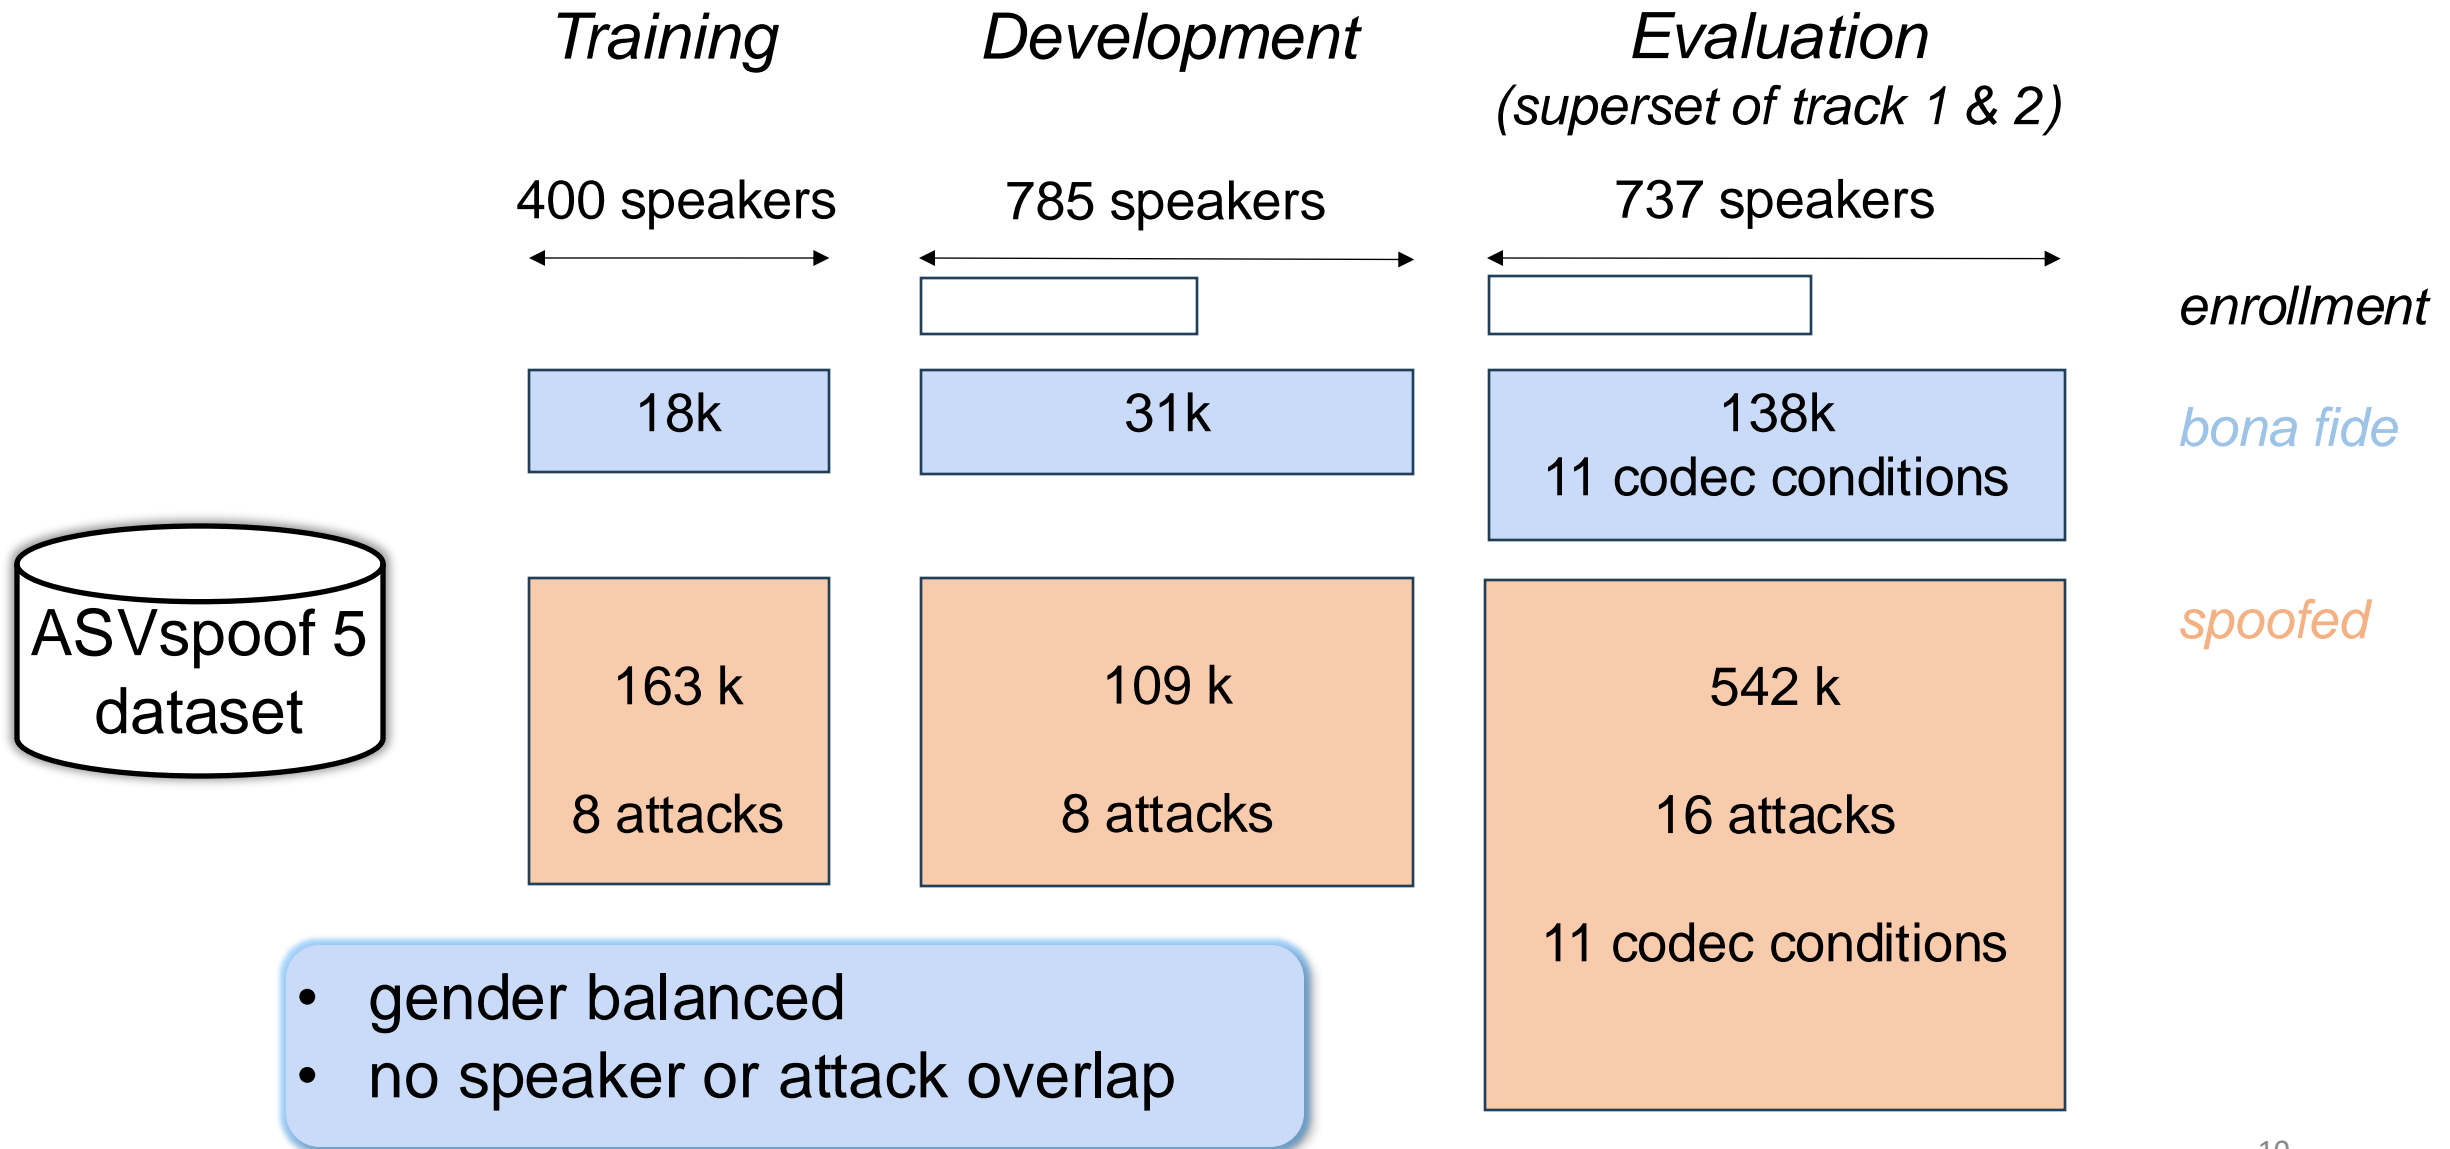 Training
Development
Evaluation
(superset of track 1 & 2)
400 speakers
785 speakers
737 speakers
enrollment
18k
31k
138k
11 codec conditions
bona fide
ASVspoof 5
dataset
163 k
8 attacks
109 k
8 attacks
542 k
16 attacks
11 codec conditions
spoofed
• gender balanced
• no speaker or attack overlap